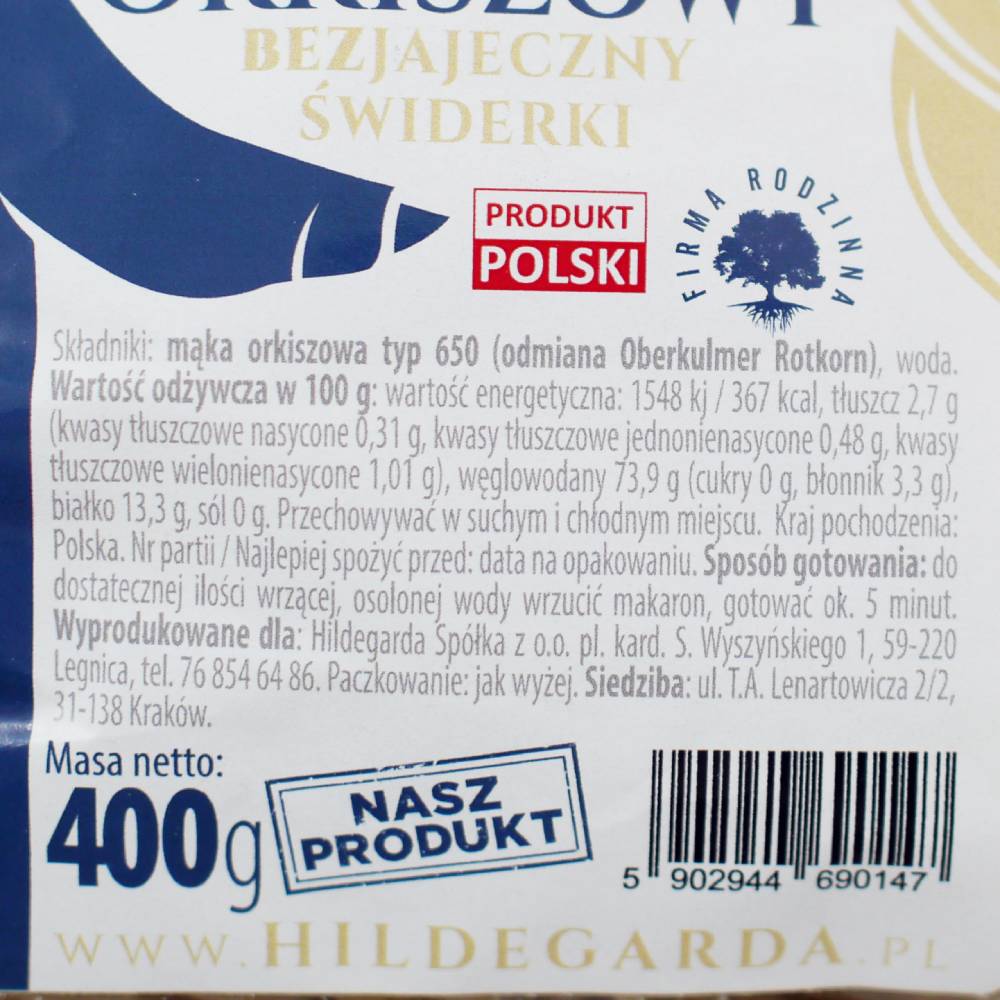 ORKISZOWY
BEZJAJECZNY
ŚWIDERKI
PRODUKT
POLSKI
FIRMA RODZINNA
Składniki: mąka orkiszowa typ 650 (odmiana Oberkulmer Rotkorn), woda.
Wartość odżywcza w 100 g: wartość energetyczna: 1548 kj / 367 kcal, tłuszcz 2,7 g
(kwasy tłuszczowe nasycone 0,31 g, kwasy tłuszczowe jednonienasycone 0,48 g, kwasy
tłuszczowe wielonienasycone 1,01 g), węglowodany 73,9 g (cukry 0 g, błonnik 3,3 g),
białko 13,3 g, sól 0 g. Przechowywać w suchym i chłodnym miejscu. Kraj pochodzenia:
Polska. Nr partii / Najlepiej spożyć przed: data na opakowaniu. Sposób gotowania: do
dostatecznej ilości wrzącej, osolonej wody wrzucić makaron, gotować ok. 5 minut.
Wyprodukowane dla: Hildegarda Spółka z o.o. pl. kard. S. Wyszyńskiego 1, 59-220
Legnica, tel. 76 854 64 86. Paczkowanie: jak wyżej. Siedziba: ul. T.A. Lenartowicza 2/2,
31-138 Kraków.
Masa netto:
400g
NASZ
PRODUKT
5 902944 690147
WWW.HILDEGARDA.PL